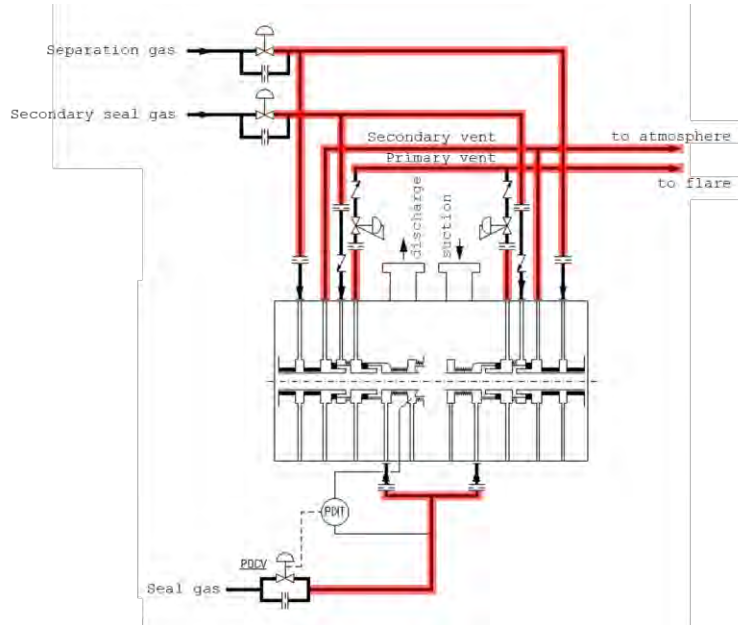 Separation gas
Secondary seal gas
Secondary vent
to atmosphere
Primary vent
to flare
discharge
suction
PDIT
PDCV
Seal gas